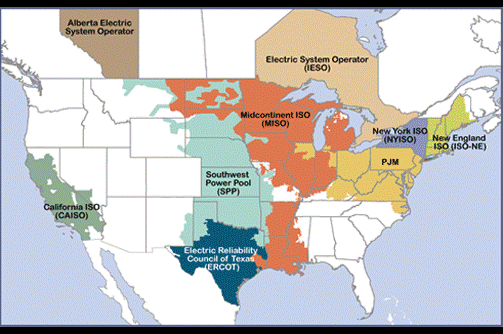 Alberta Electric
System Operator
Electric System Operator
(IESO)
Midcontinent ISO
(MISO)
New York ISO
(NYISO)
New England
ISO (ISO-NE)
PJM
Southwest
Power Pool
(SPP)
California ISO
(CAISO)
Electric Reliability
Council of Texas
(ERCOT)